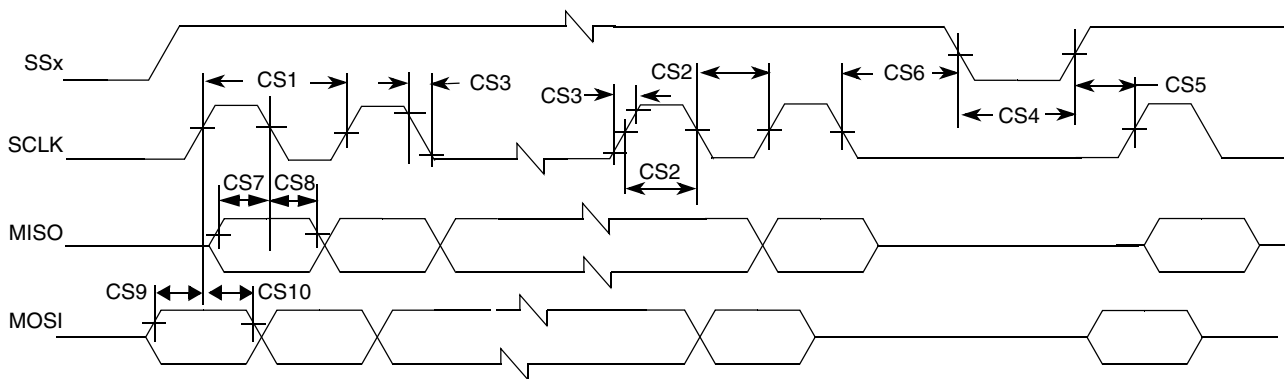 SSx
CS1
CS3
CS3
CS2
CS6
CS4
CS5
SCLK
CS2
CS7
CS8
MISO
CS9
CS10
MOSI